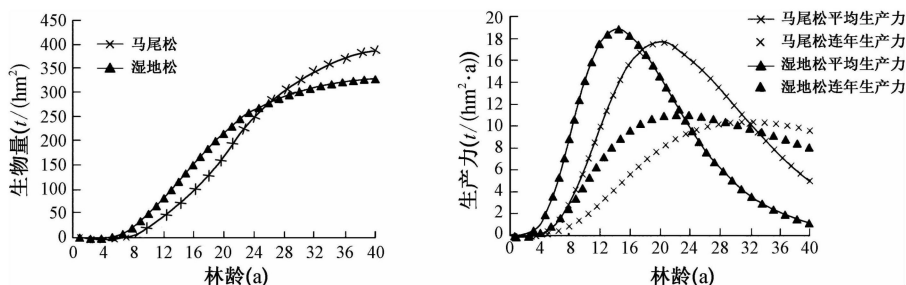 450
400
350
300
250
200
150
100
50
0
生物量(t/(hm²)
马尾松
湿地松
0 4 8 12 16 20 24 28 32 36 40
林龄(a)
20
18
16
14
12
10
8
6
4
2
0
生产力(t/(hm²·a)
马尾松平均生产力
马尾松连年生产力
湿地松平均生产力
湿地松连年生产力
0 4 8 12 16 20 24 28 32 36 40
林龄(a)